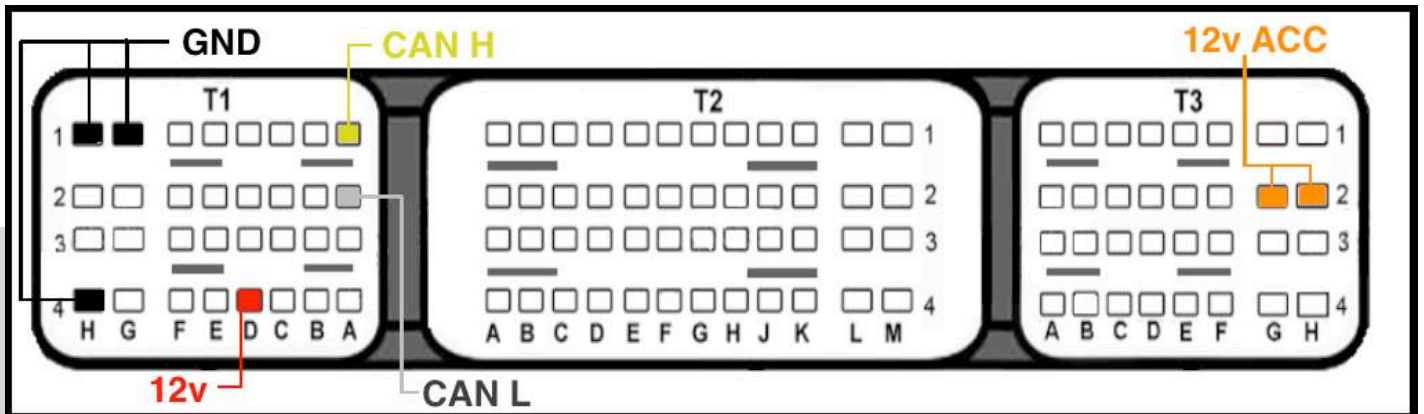 GND
CAN H
12v ACC
T1
T2
T3
1
1
1
2
2
2
3
3
3
4
4
4
H G F E D C B A
A B C D E F G H J K L M
A B C D E F G H
12v
CAN L